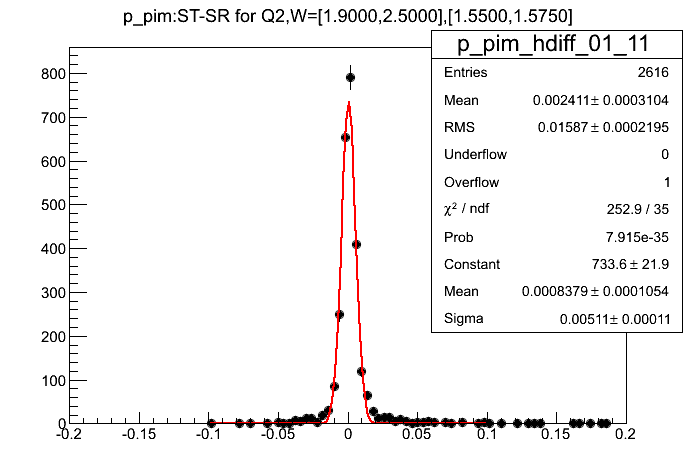 p_pim:ST-SR for Q2,W=[1.9000,2.5000],[1.5500,1.5750]
p_pim_hdiff_01_11
Entries 2616
Mean 0.002411± 0.0003104
RMS 0.01587± 0.0002195
Underflow 0
Overflow 1
χ² / ndf 252.9 / 35
Prob 7.915e-35
Constant 733.6 ± 21.9
Mean 0.0008379± 0.0001054
Sigma 0.00511± 0.00011
800
700
600
500
400
300
200
100
0
-0.2 -0.15 -0.1 -0.05 0 0.05 0.1 0.15 0.2